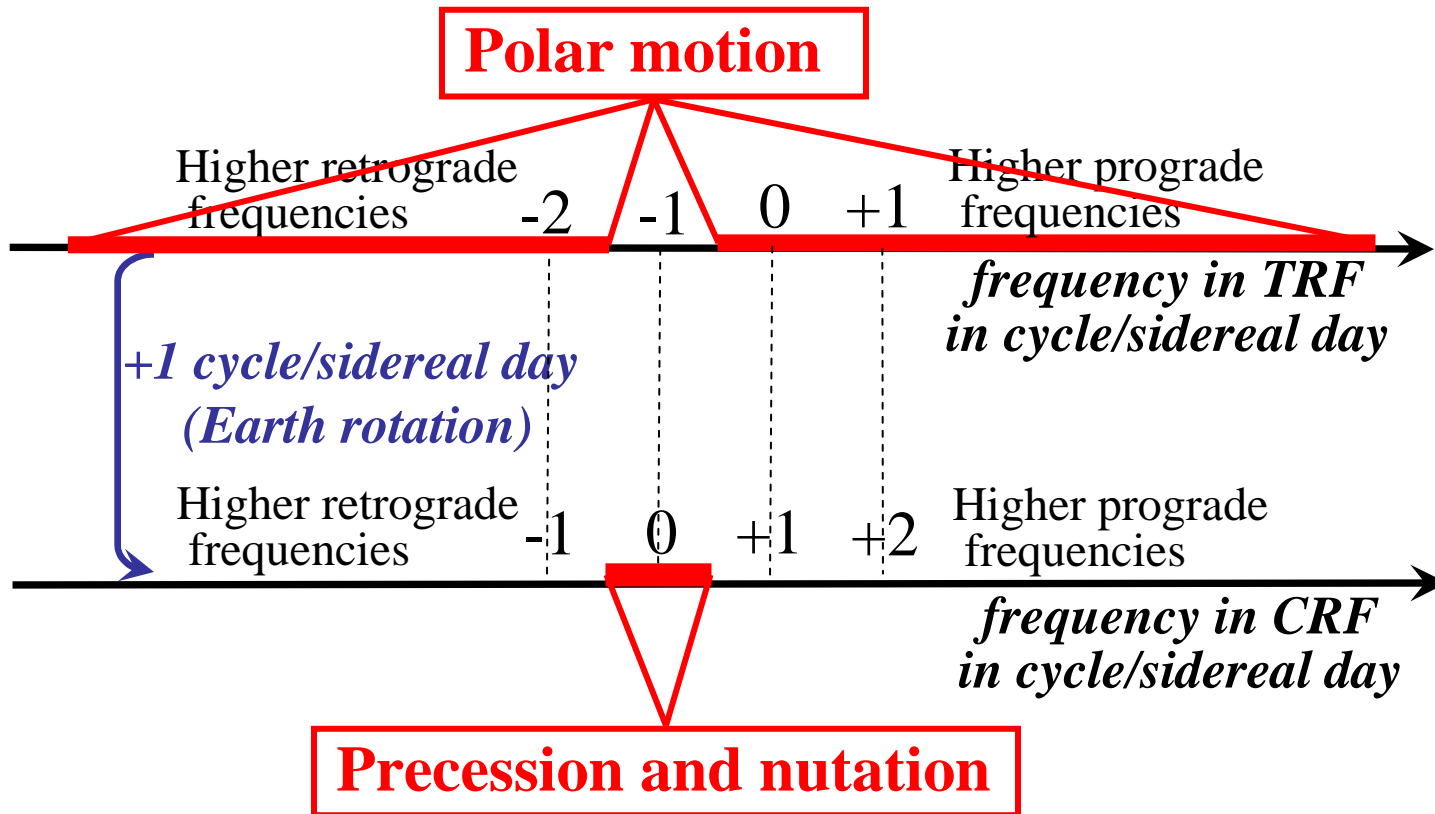 Polar motion
Higher retrograde
frequencies
-2 -1 0 +1
Higher prograde
frequencies
frequency in TRF
in cycle/sidereal day
+1 cycle/sidereal day
(Earth rotation)
Higher retrograde
frequencies
-1 0 +1 +2
Higher prograde
frequencies
frequency in CRF
in cycle/sidereal day
Precession and nutation